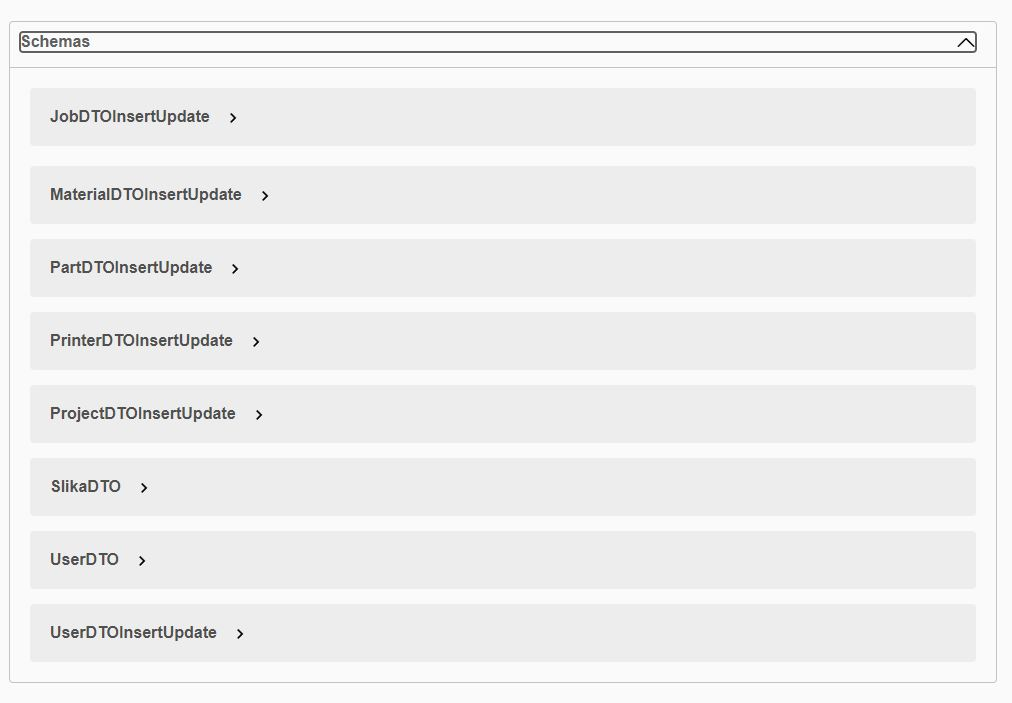 Schemas
JobDTOInsertUpdate
MaterialDTOInsertUpdate
PartDTOInsertUpdate
PrinterDTOInsertUpdate
ProjectDTOInsertUpdate
SlikaDTO
UserDTO
UserDTOInsertUpdate